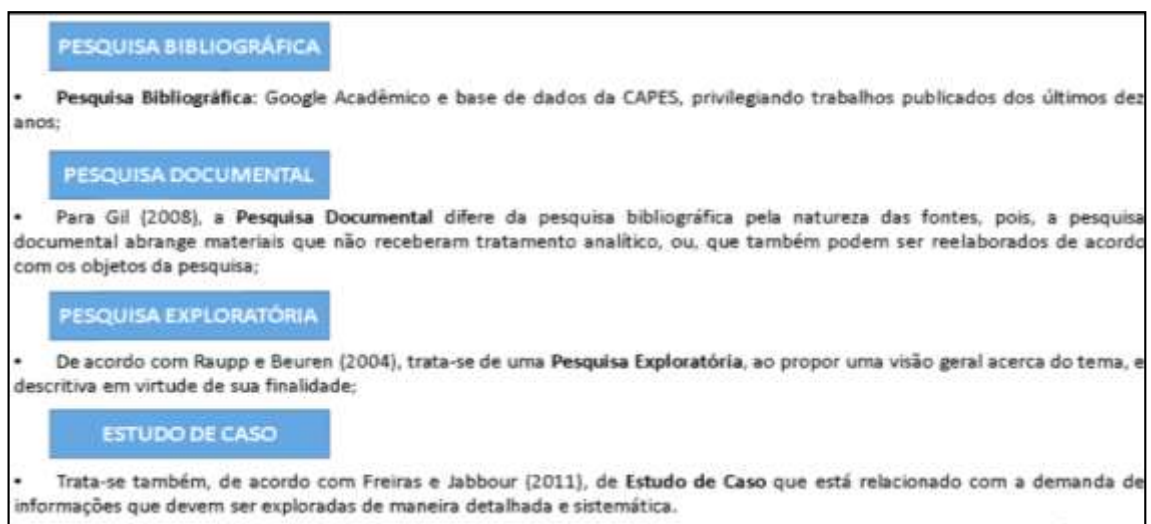 PESQUISA BIBLIOGRÁFICA
• Pesquisa Bibliográfica: Google Acadêmico e base de dados da CAPES, privilegiando trabalhos publicados dos últimos dez
anos;
PESQUISA DOCUMENTAL
• Para Gil (2008), a Pesquisa Documental difere da pesquisa bibliográfica pela natureza das fontes, pois, a pesquisa
documental abrange materiais que não receberam tratamento analítico, ou, que também podem ser reelaborados de acordo
com os objetos da pesquisa;
PESQUISA EXPLORATÓRIA
• De acordo com Raupp e Beuren (2004), trata-se de uma Pesquisa Exploratória, ao propor uma visão geral acerca do tema, e
descritiva em virtude de sua finalidade;
ESTUDO DE CASO
• Trata-se também, de acordo com Freiras e Jabbour (2011), de Estudo de Caso que está relacionado com a demanda de
informações que devem ser exploradas de maneira detalhada e sistemática.